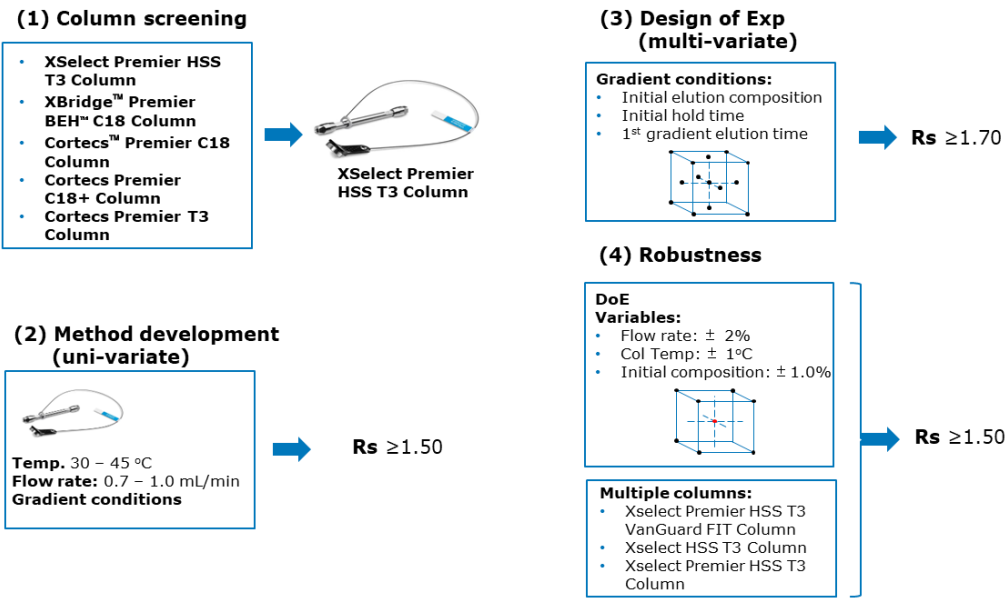 (1) Column screening
• XSelect Premier HSS
T3 Column
• XBridge™ Premier
BEH™ C18 Column
• Cortecs™ Premier C18
Column
• Cortecs Premier
C18+ Column
• Cortecs Premier T3
Column
XSelect Premier
HSS T3 Column
(2) Method development
(uni-variate)
Temp. 30 – 45 ºC
Flow rate: 0.7 – 1.0 mL/min
Gradient conditions
Rs ≥1.50
(3) Design of Exp
(multi-variate)
Gradient conditions:
• Initial elution composition
• Initial hold time
• 1st gradient elution time
Rs ≥1.70
(4) Robustness
DoE
Variables:
• Flow rate: ± 2%
• Col Temp: ± 1ºC
• Initial composition: ±1.0%
Multiple columns:
• Xselect Premier HSS T3
VanGuard FIT Column
• Xselect HSS T3 Column
• Xselect Premier HSS T3
Column
Rs ≥1.50